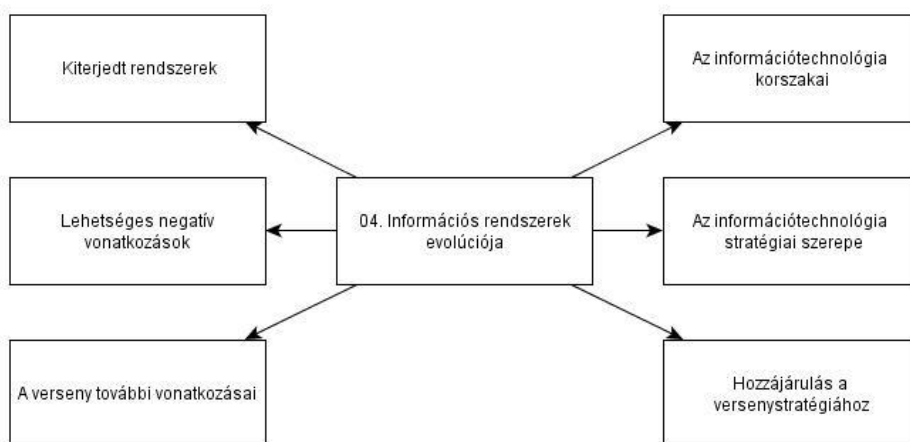 Kiterjedt rendszerek
Az információtechnológia
korszakai
Lehetséges negatív
vonatkozások
04. Információs rendszerek
evolúciója
Az információtechnológia
stratégiai szerepe
A verseny további vonatkozásai
Hozzájárulás a
versenystratégiához